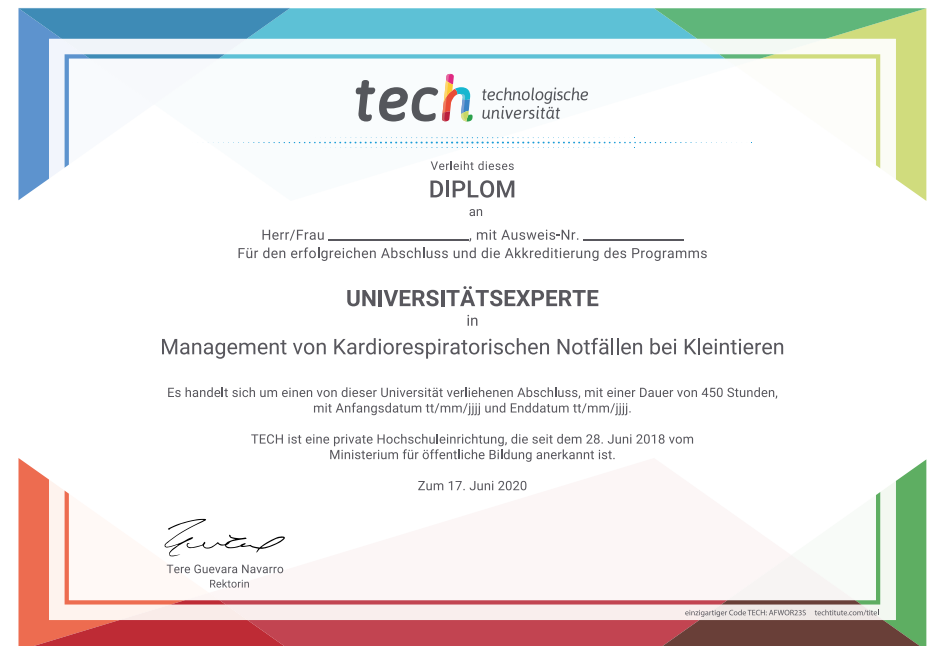 tech technologische
universität
Verleiht dieses
DIPLOM
an
Herr/Frau ____________, mit Ausweis-Nr. ____________
Für den erfolgreichen Abschluss und die Akkreditierung des Programms
UNIVERSITÄTSEXPERTE
in
Management von Kardiorespiratorischen Notfällen bei Kleintieren
Es handelt sich um einen von dieser Universität verliehenen Abschluss, mit einer Dauer von 450 Stunden,
mit Anfangsdatum tt/mm/jjjj und Enddatum tt/mm/jjjj.
TECH ist eine private Hochschuleinrichtung, die seit dem 28. Juni 2018 vom
Ministerium für öffentliche Bildung anerkannt ist.
Zum 17. Juni 2020
Tere Guevara Navarro
Rektorin
einzigartiger Code TECH: AFWOR23S techtitute.com/titel